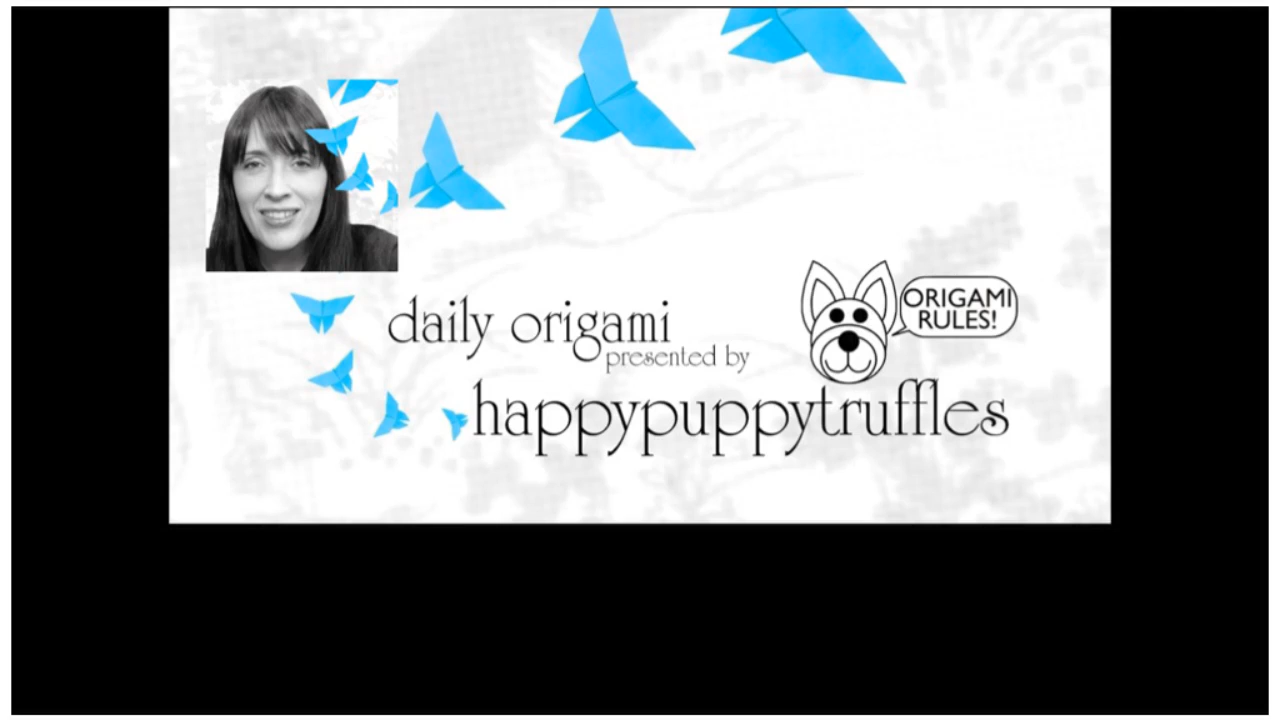 daily origami
presented by
ORIGAMI
RULES!
happypuppytruffles